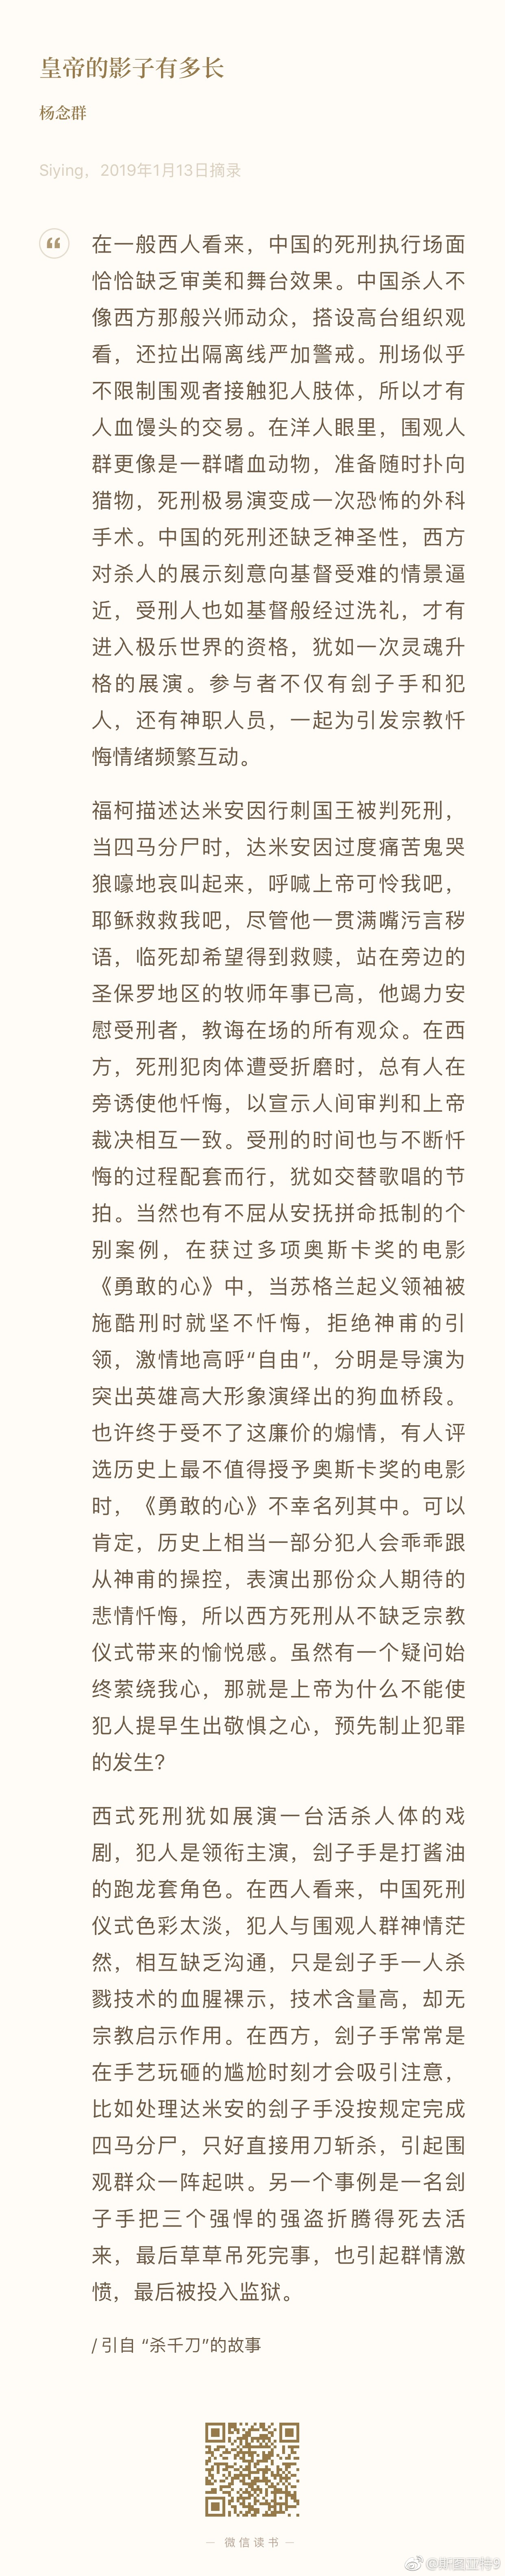 皇帝的影子有多长
杨念群
Siying，2019年1月13日摘录
在一般西人看来，中国的死刑执行场面
恰恰缺乏审美和舞台效果。中国杀人不
像西方那般兴师动众，搭设高台组织观
看，还拉出隔离线严加警戒。刑场似乎
不限制围观者接触犯人肢体，所以才有
人血馒头的交易。在洋人眼里，围观人
群更像是一群嗜血动物，准备随时扑向
猎物，死刑极易演变成一次恐怖的外科
手术。中国的死刑还缺乏神圣性，西方
对杀人的展示刻意向基督受难的情景逼
近，受刑人也如基督般经过洗礼，才有
进入极乐世界的资格，犹如一次灵魂升
格的展演。参与者不仅有刽子手和犯
人，还有神职人员，一起为引发宗教忏
悔情绪频繁互动。
福柯描述达米安因行刺国王被判死刑，
当四马分尸时，达米安因过度痛苦鬼哭
狼嚎地哀叫起来，呼喊上帝可怜我吧，
耶稣救救我吧，尽管他一贯满嘴污言秽
语，临死却希望得到救赎，站在旁边的
圣保罗地区的牧师年事已高，他竭力安
慰受刑者，教诲在场的所有观众。在西
方，死刑犯肉体遭受折磨时，总有人在
旁诱使他忏悔，以宣示人间审判和上帝
裁决相互一致。受刑的时间也与不断忏
悔的过程配套而行，犹如交替歌唱的节
拍。当然也有不屈从安抚拼命抵制的个
别案例，在获过多项奥斯卡奖的电影
《勇敢的心》中，当苏格兰起义领袖被
施酷刑时就坚不忏悔，拒绝神甫的引
领，激情地高呼“自由”，分明是导演为
突出英雄高大形象演绎出的狗血桥段。
也许终于受不了这廉价的煽情，有人评
选历史上最不值得授予奥斯卡奖的电影
时，《勇敢的心》不幸名列其中。可以
肯定，历史上相当一部分犯人会乖乖跟
从神甫的操控，表演出那份众人期待的
悲情忏悔，所以西方死刑从不缺乏宗教
仪式带来的愉悦感。虽然有一个疑问始
终萦绕我心，那就是上帝为什么不能使
犯人提早生出敬惧之心，预先制止犯罪
的发生？
西式死刑犹如展演一台活杀人体的戏
剧，犯人是领衔主演，刽子手是打酱油
的跑龙套角色。在西人看来，中国死刑
仪式色彩太淡，犯人与围观人群神情茫
然，相互缺乏沟通，只是刽子手一人杀
戮技术的血腥裸示，技术含量高，却无
宗教启示作用。在西方，刽子手常常是
在手艺玩砸的尴尬时刻才会吸引注意，
比如处理达米安的刽子手没按规定完成
四马分尸，只好直接用刀斩杀，引起围
观群众一阵起哄。另一个事例是一名刽
子手把三个强悍的强盗折腾得死去活
来，最后草草吊死完事，也引起群情激
愤，最后被投入监狱。
/ 引自 “杀千刀”的故事
— 微信读书 —